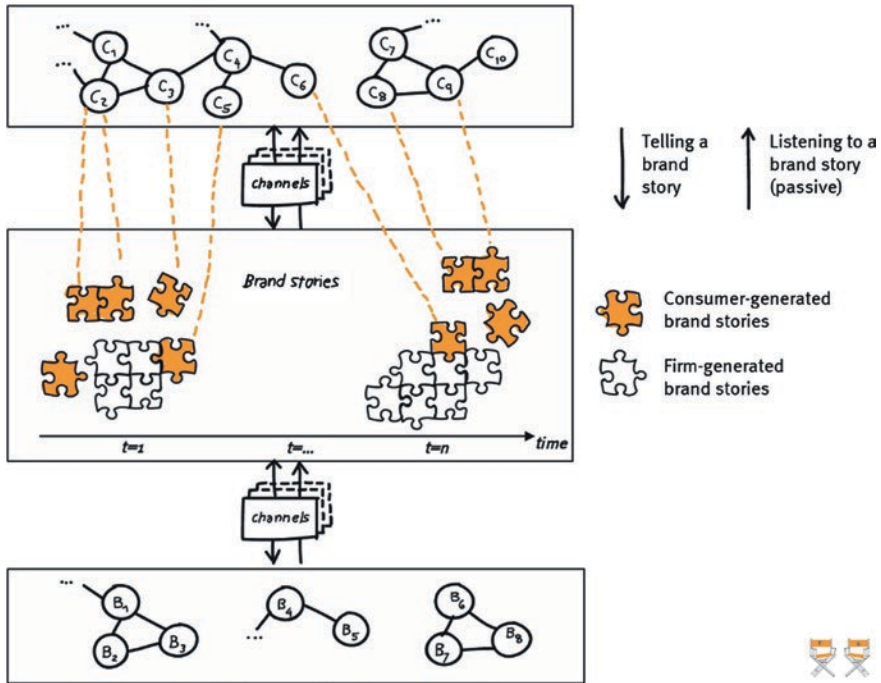 ...
...
...
...
C1
C2
C3
C4
C5
C6
C7
C8
C9
C10
channels
Telling a
brand
story
Listening to a
brand story
(passive)
Brand stories
Consumer-generated
brand stories
Firm-generated
brand stories
t=1
t=...
t=n
time
channels
...
B1
B2
B3
B4
...
B5
B6
B7
B8